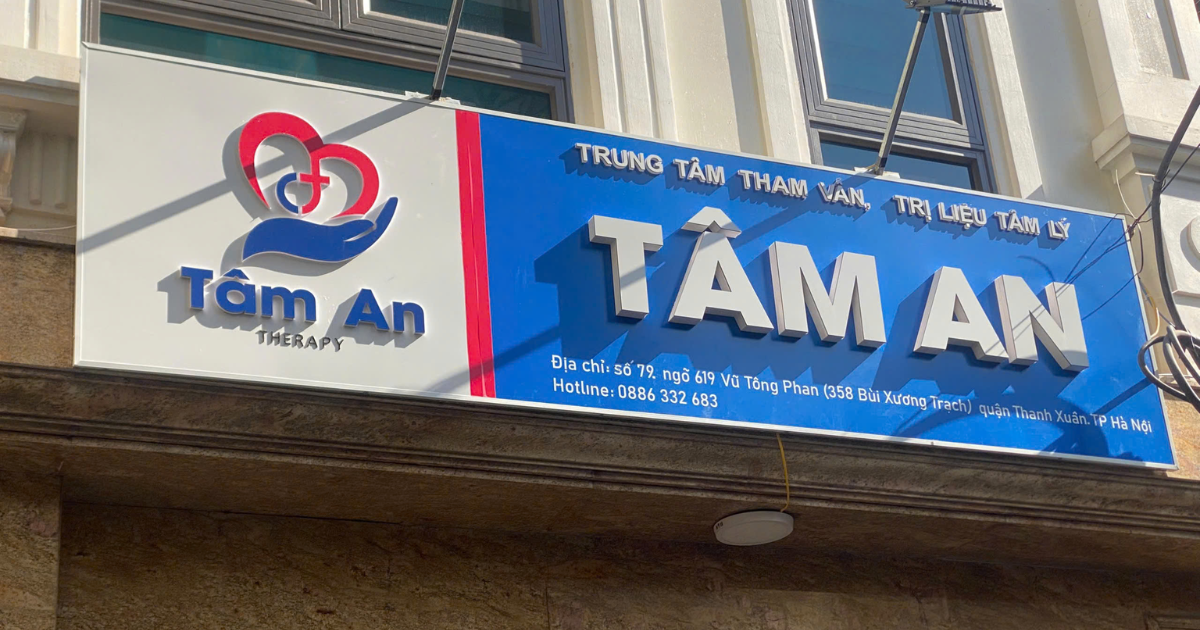 Tâm An
THERAPY
TRUNG TÂM THAM VẤN, TRỊ LIỆU TÂM LÝ
TÂM AN
Địa chỉ: số 79, ngõ 619 Vũ Tông Phan (358 Bùi Xương Trạch) quận Thanh Xuân. TP Hà Nội
Hotline: 0886 332 683